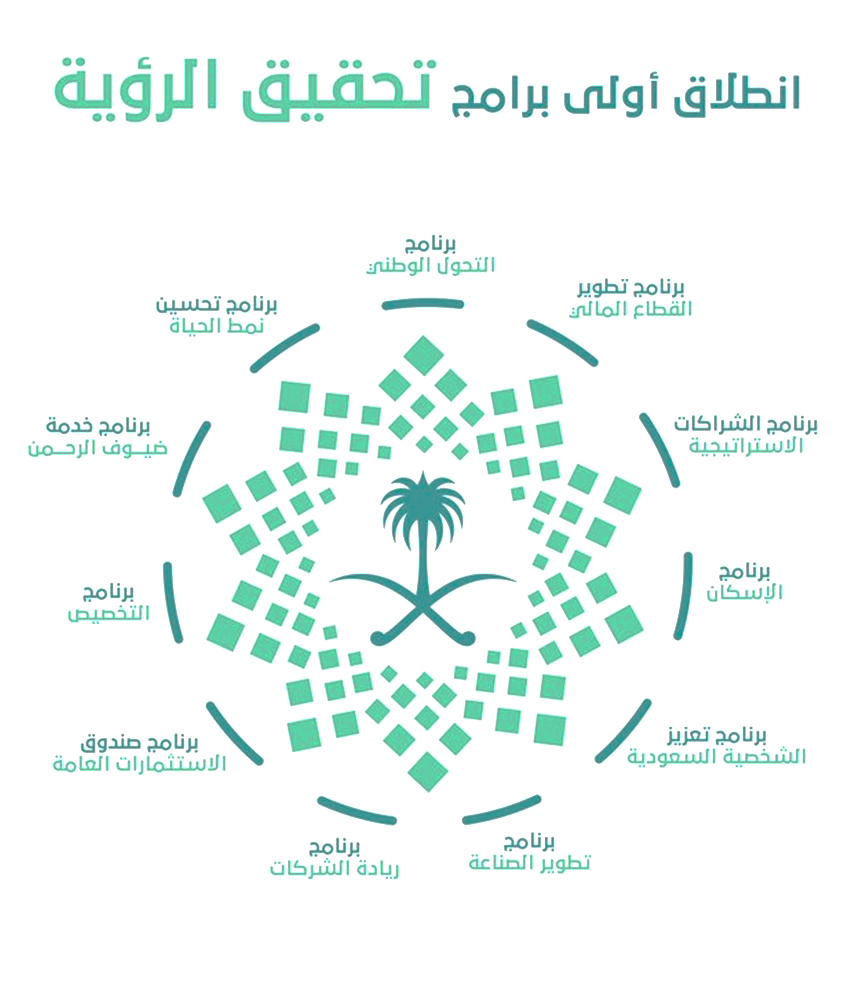 انطلاق أولى برامج تحقيق الرؤية
برنامج
التحول الوطني
برنامج تطوير
القطاع المالي
برنامج الشراكات
الاستراتيجية
برنامج
الإسكان
برنامج تعزيز
الشخصية السعودية
برنامج
تطوير الصناعة
برنامج
ريادة الشركات
برنامج صندوق
الاستثمارات العامة
برنامج
التخصيص
برنامج خدمة
ضيــوف الرحــمن
برنامج تحسين
نمط الحياة